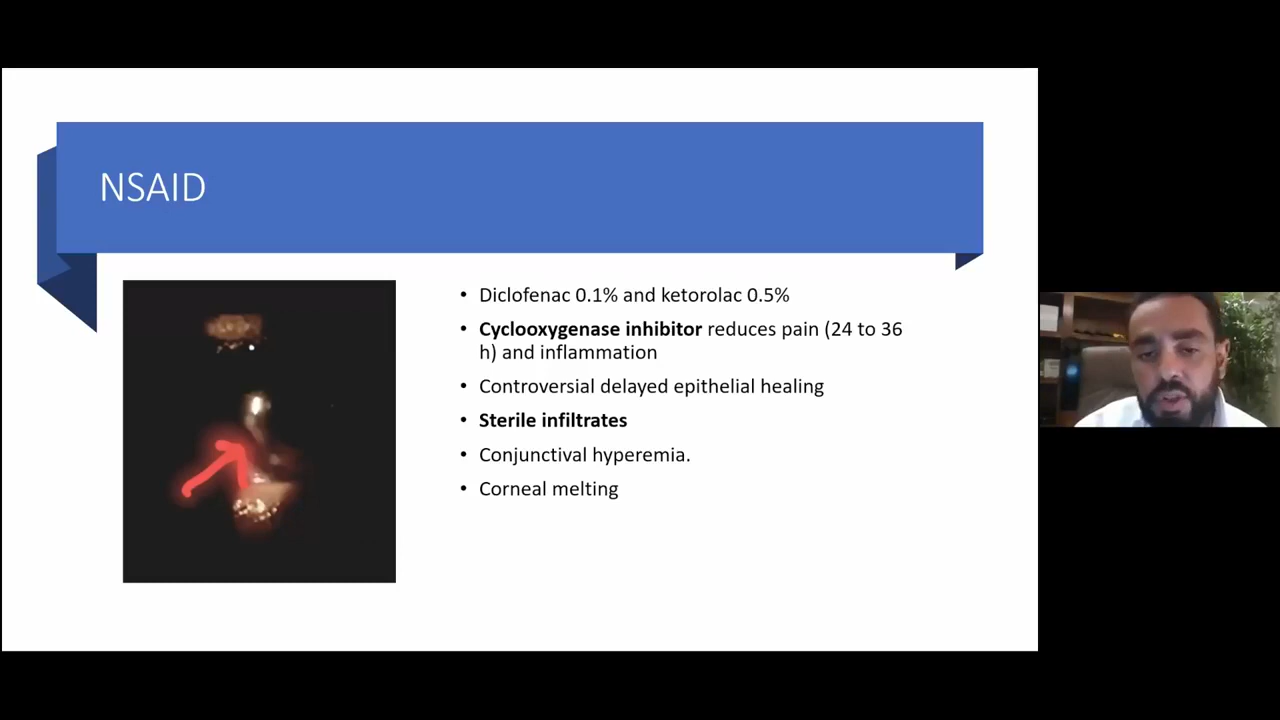 NSAID
• Diclofenac 0.1% and ketorolac 0.5%
• Cyclooxygenase inhibitor reduces pain (24 to 36
h) and inflammation
• Controversial delayed epithelial healing
• Sterile infiltrates
• Conjunctival hyperemia.
• Corneal melting